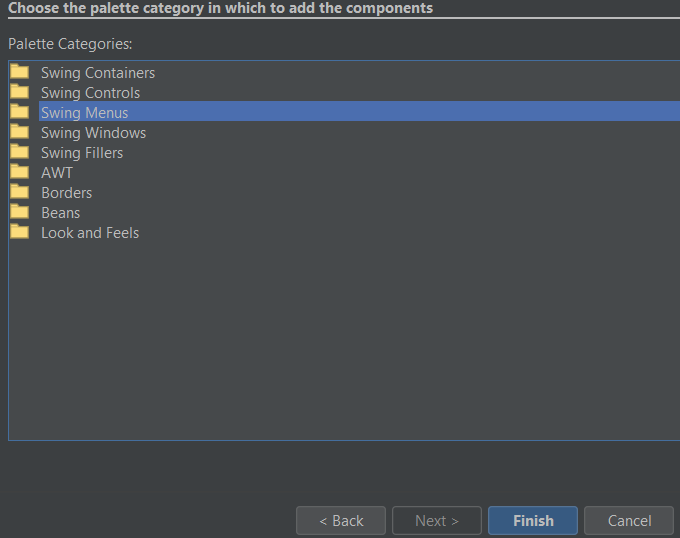 Choose the palette category in which to add the components
Palette Categories:
Swing Containers
Swing Controls
Swing Menus
Swing Windows
Swing Fillers
AWT
Borders
Beans
Look and Feels
< Back
Next >
Finish
Cancel